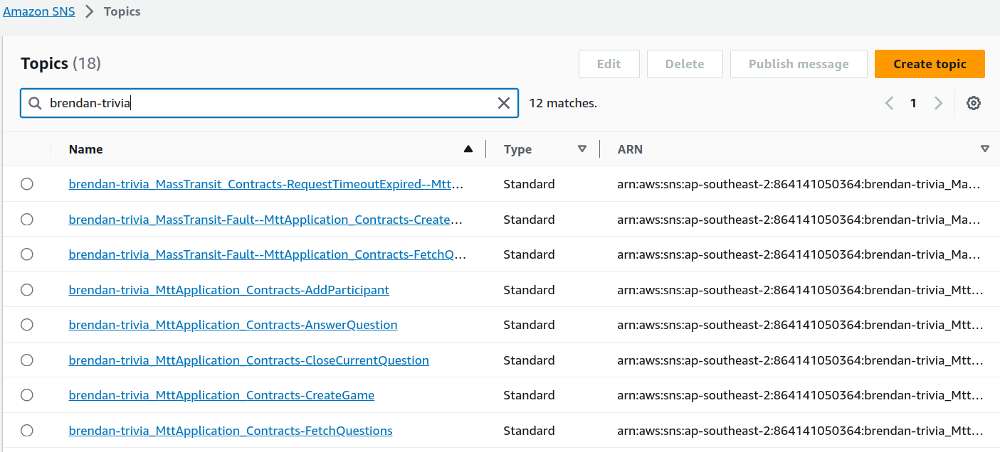 Amazon SNS > Topics
Topics (18) Edit Delete Publish message Create topic
brendan-trivia 12 matches. 1
Name Type ARN
brendan-trivia_MassTransit_Contracts-RequestTimeoutExpired--Mtt... Standard arn:aws:sns:ap-southeast-2:864141050364:brendan-trivia_Ma...
brendan-trivia_MassTransit-Fault--MttApplication_Contracts-Create... Standard arn:aws:sns:ap-southeast-2:864141050364:brendan-trivia_Ma...
brendan-trivia_MassTransit-Fault--MttApplication_Contracts-FetchQ... Standard arn:aws:sns:ap-southeast-2:864141050364:brendan-trivia_Ma...
brendan-trivia_MttApplication_Contracts-AddParticipant Standard arn:aws:sns:ap-southeast-2:864141050364:brendan-trivia_Mtt...
brendan-trivia_MttApplication_Contracts-AnswerQuestion Standard arn:aws:sns:ap-southeast-2:864141050364:brendan-trivia_Mtt...
brendan-trivia_MttApplication_Contracts-CloseCurrentQuestion Standard arn:aws:sns:ap-southeast-2:864141050364:brendan-trivia_Mtt...
brendan-trivia_MttApplication_Contracts-CreateGame Standard arn:aws:sns:ap-southeast-2:864141050364:brendan-trivia_Mtt...
brendan-trivia_MttApplication_Contracts-FetchQuestions Standard arn:aws:sns:ap-southeast-2:864141050364:brendan-trivia_Mtt...